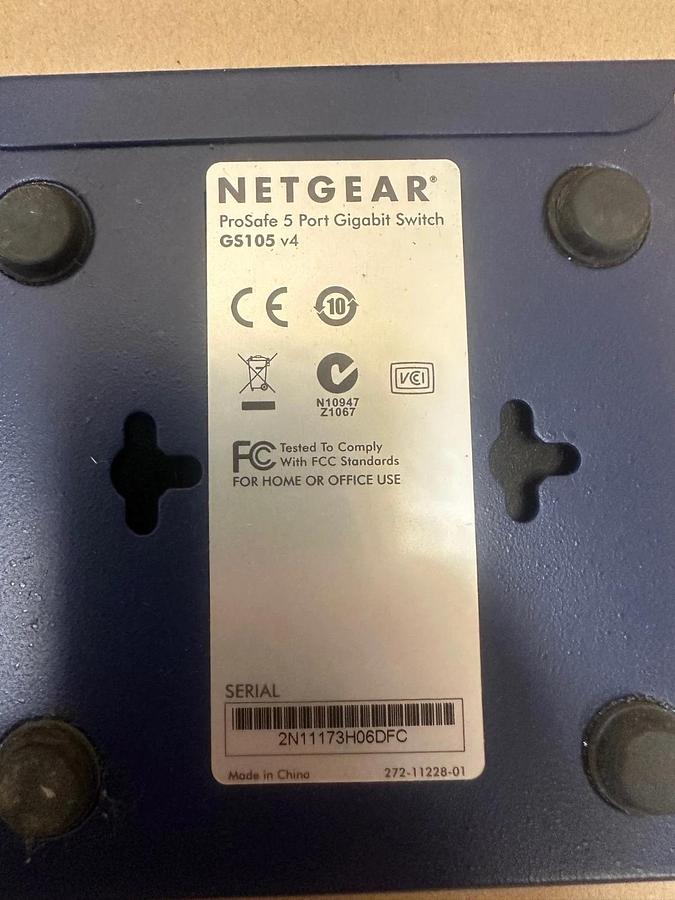 NETGEAR®
ProSafe 5 Port Gigabit Switch
GS105 v4
CE
10
N10947
Z1067
VCI
FC Tested To Comply
With FCC Standards
FOR HOME OR OFFICE USE
SERIAL
2N11173H06DFC
Made in China 272-11228-01